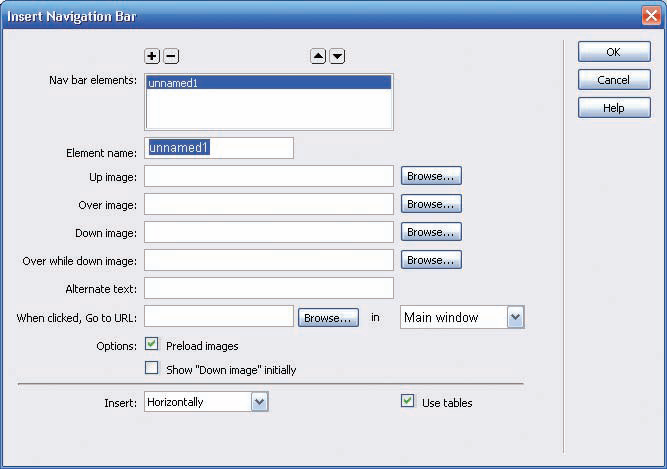 Insert Navigation Bar
OK
Nav bar elements: unnamed1
Cancel
Help
Element name: unnamed1
Up image: Browse...
Over image: Browse...
Down image: Browse...
Over while down image: Browse...
Alternate text:
When clicked, Go to URL: Browse... in Main window
Options: Preload images
Show "Down image" initially
Insert: Horizontally Use tables